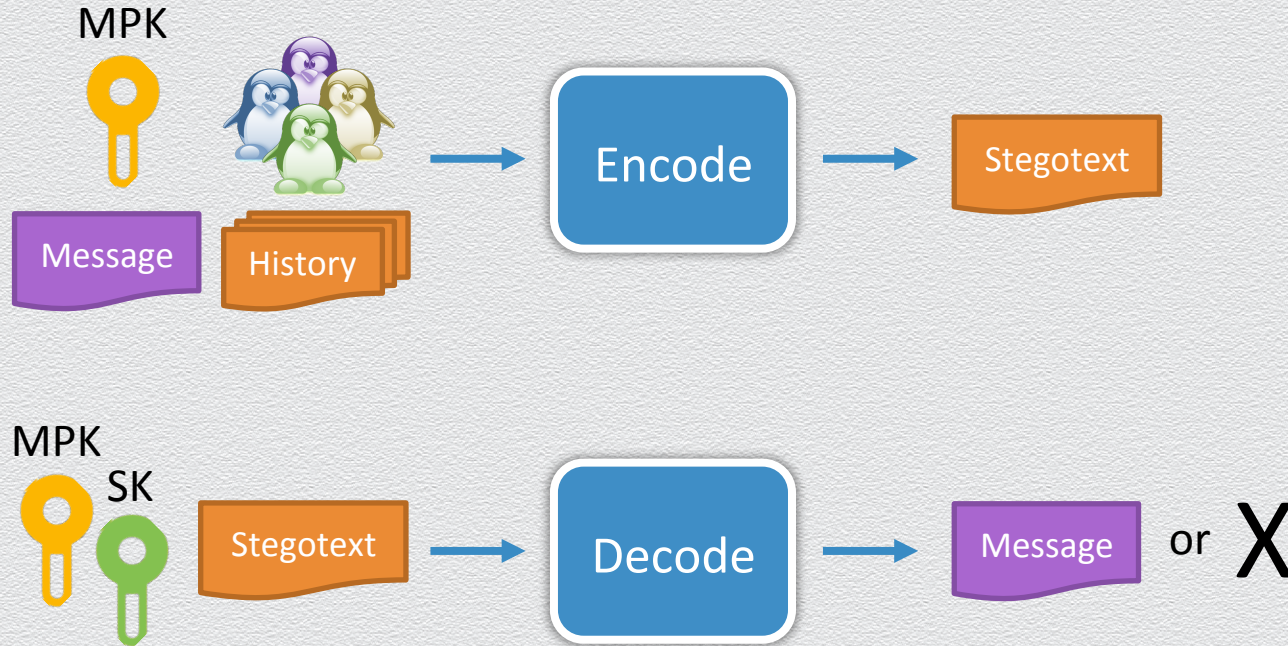 MPK
Message
History
Encode
Stegotext
MPK
SK
Stegotext
Decode
Message
or
X